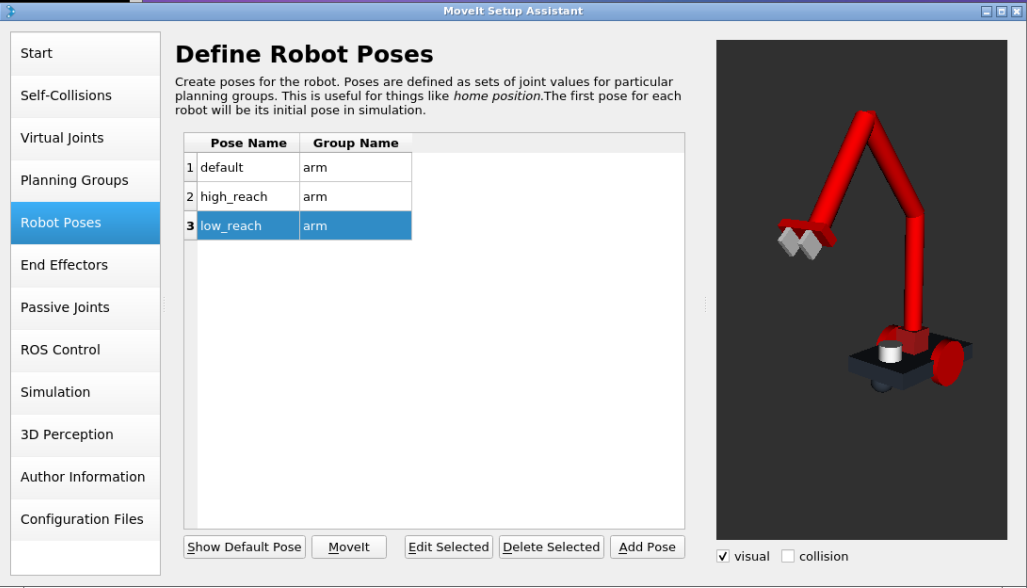 MoveIt Setup Assistant
Start
Self-Collisions
Virtual Joints
Planning Groups
Robot Poses
End Effectors
Passive Joints
ROS Control
Simulation
3D Perception
Author Information
Configuration Files
Define Robot Poses
Create poses for the robot. Poses are defined as sets of joint values for particular
planning groups. This is useful for things like home position.The first pose for each
robot will be its initial pose in simulation.
Pose Name Group Name
1 default arm
2 high_reach arm
3 low_reach arm
Show Default Pose MoveIt Edit Selected Delete Selected Add Pose
visual collision